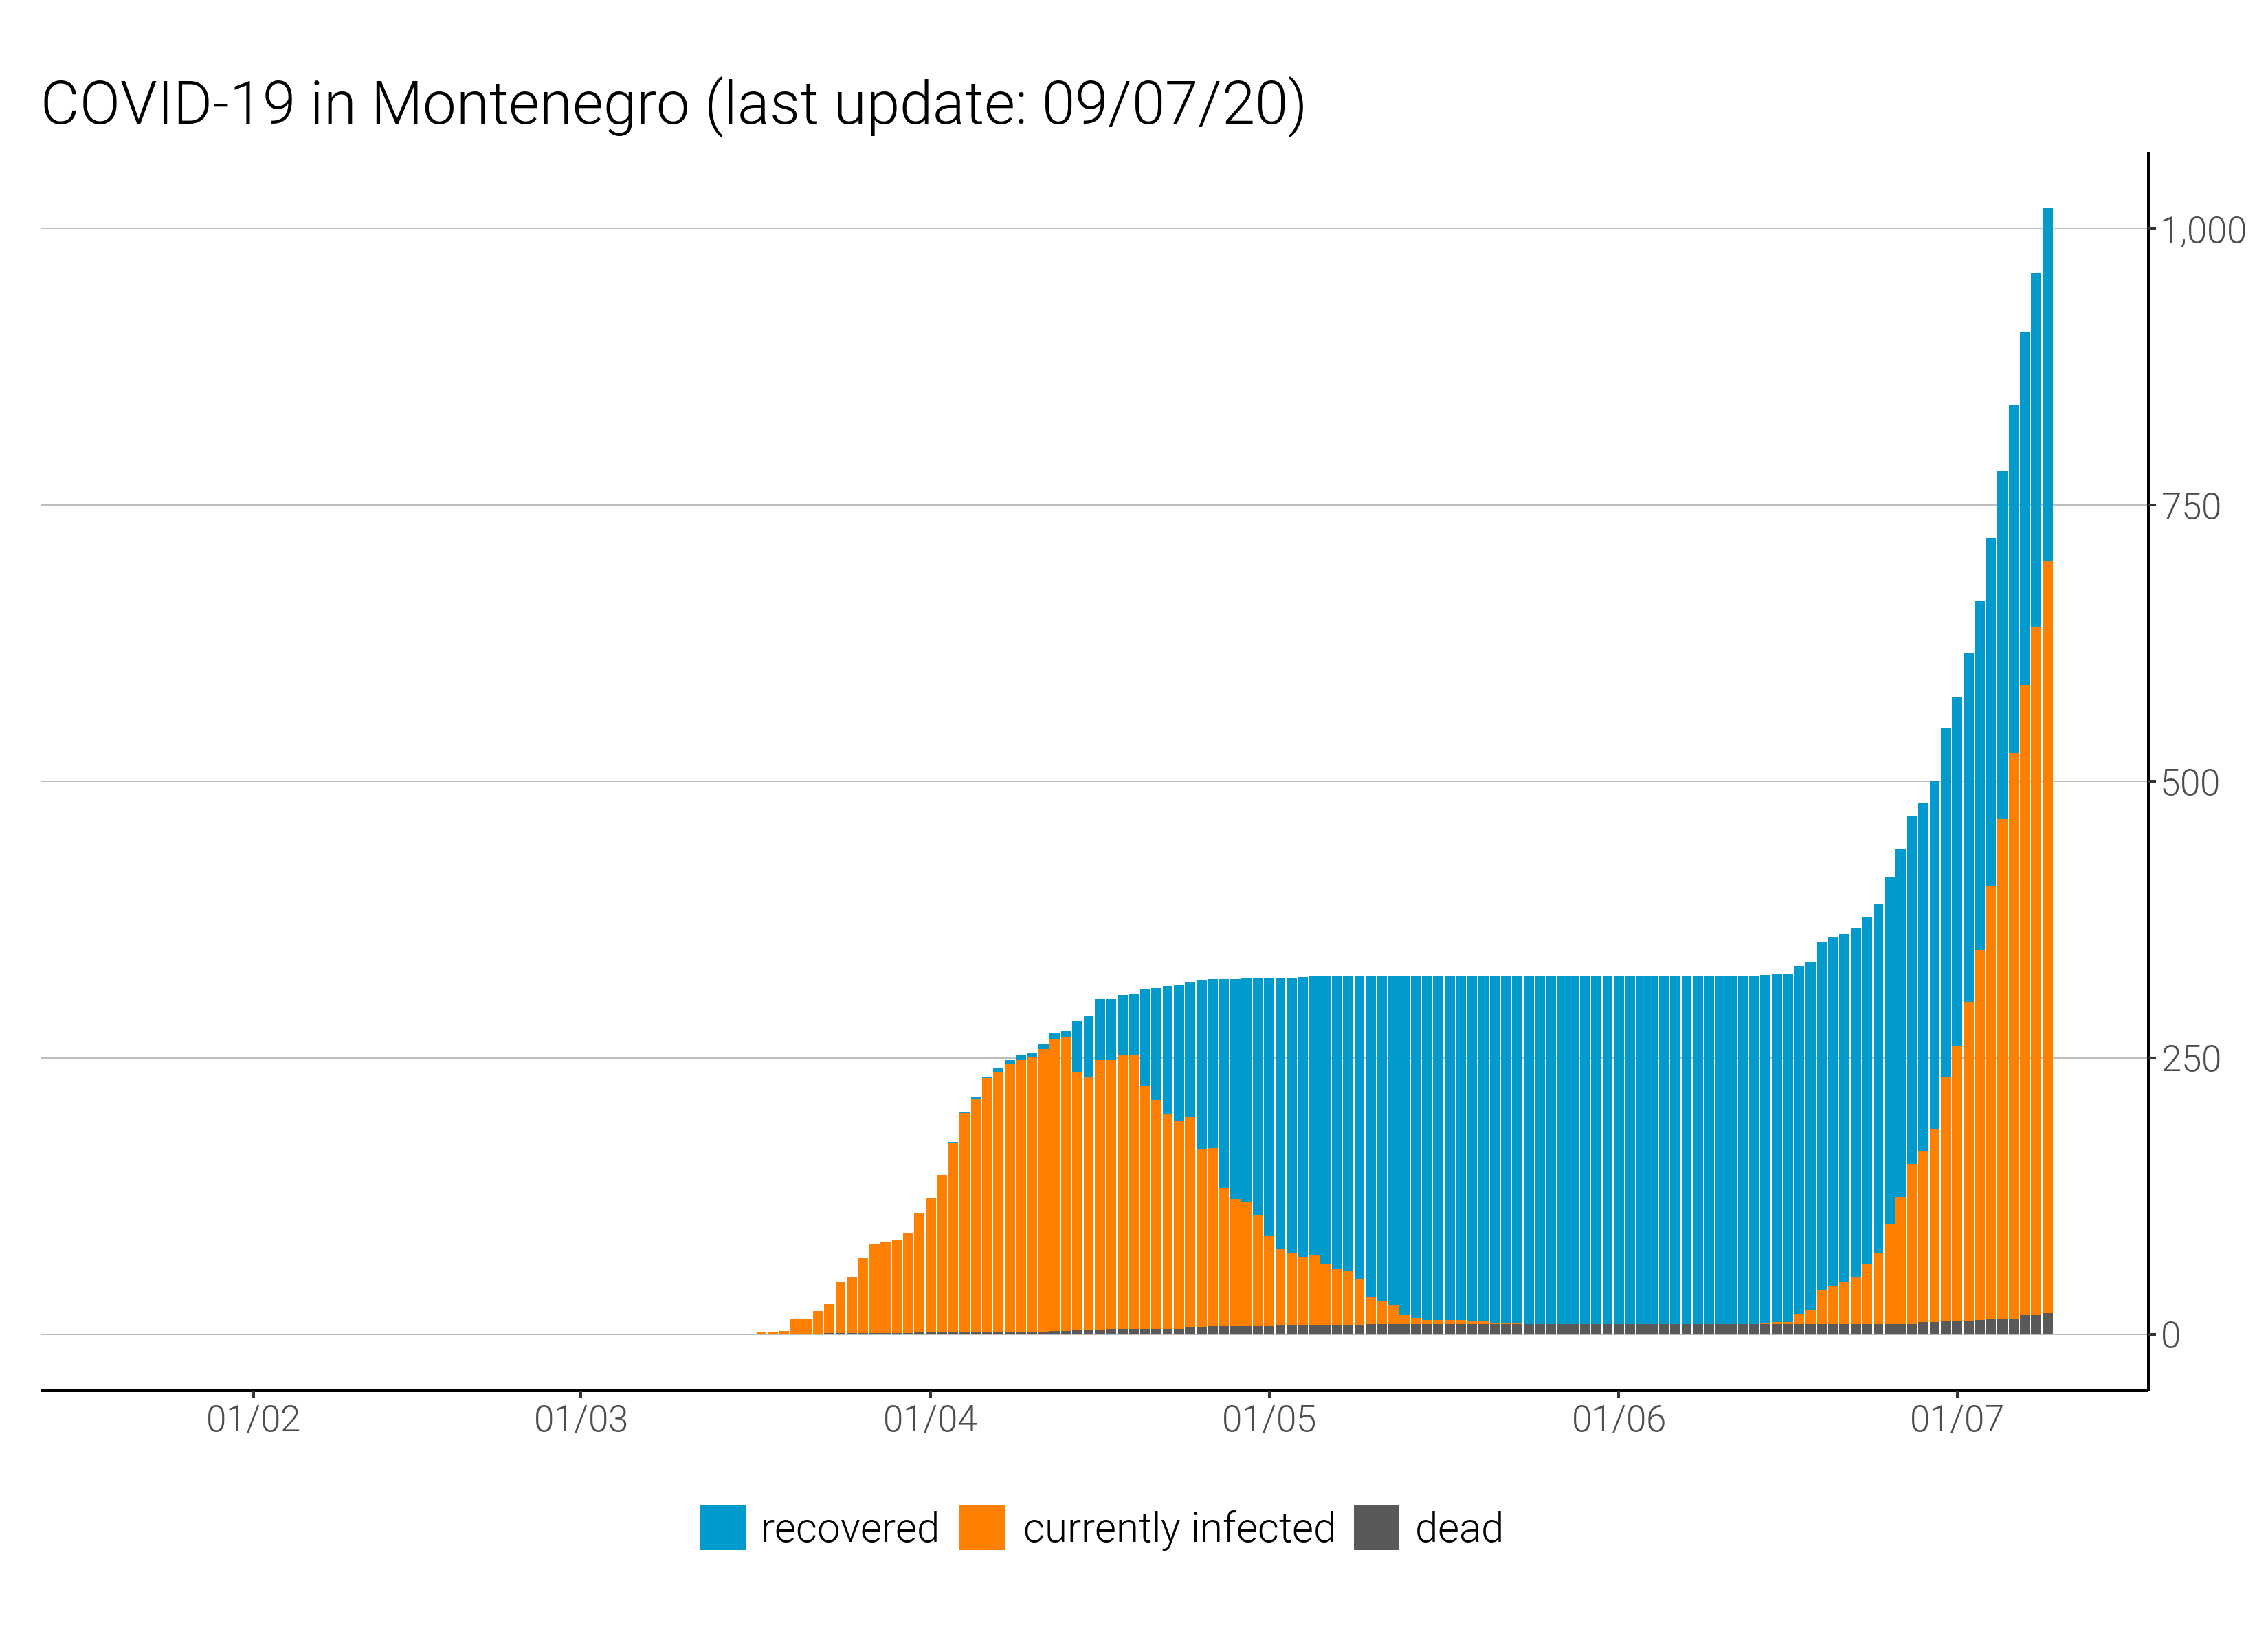 COVID-19 in Montenegro (last update: 09/07/20)
1,000
750
500
250
0
01/02 01/03 01/04 01/05 01/06 01/07
recovered currently infected dead